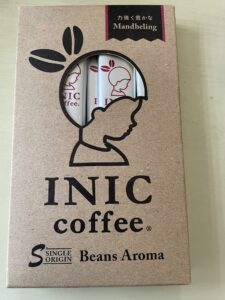 力強く豊かな
Mandheling
INIC
coffee.
INIC
coffee®
S SINGLE
ORIGIN
Beans Aroma